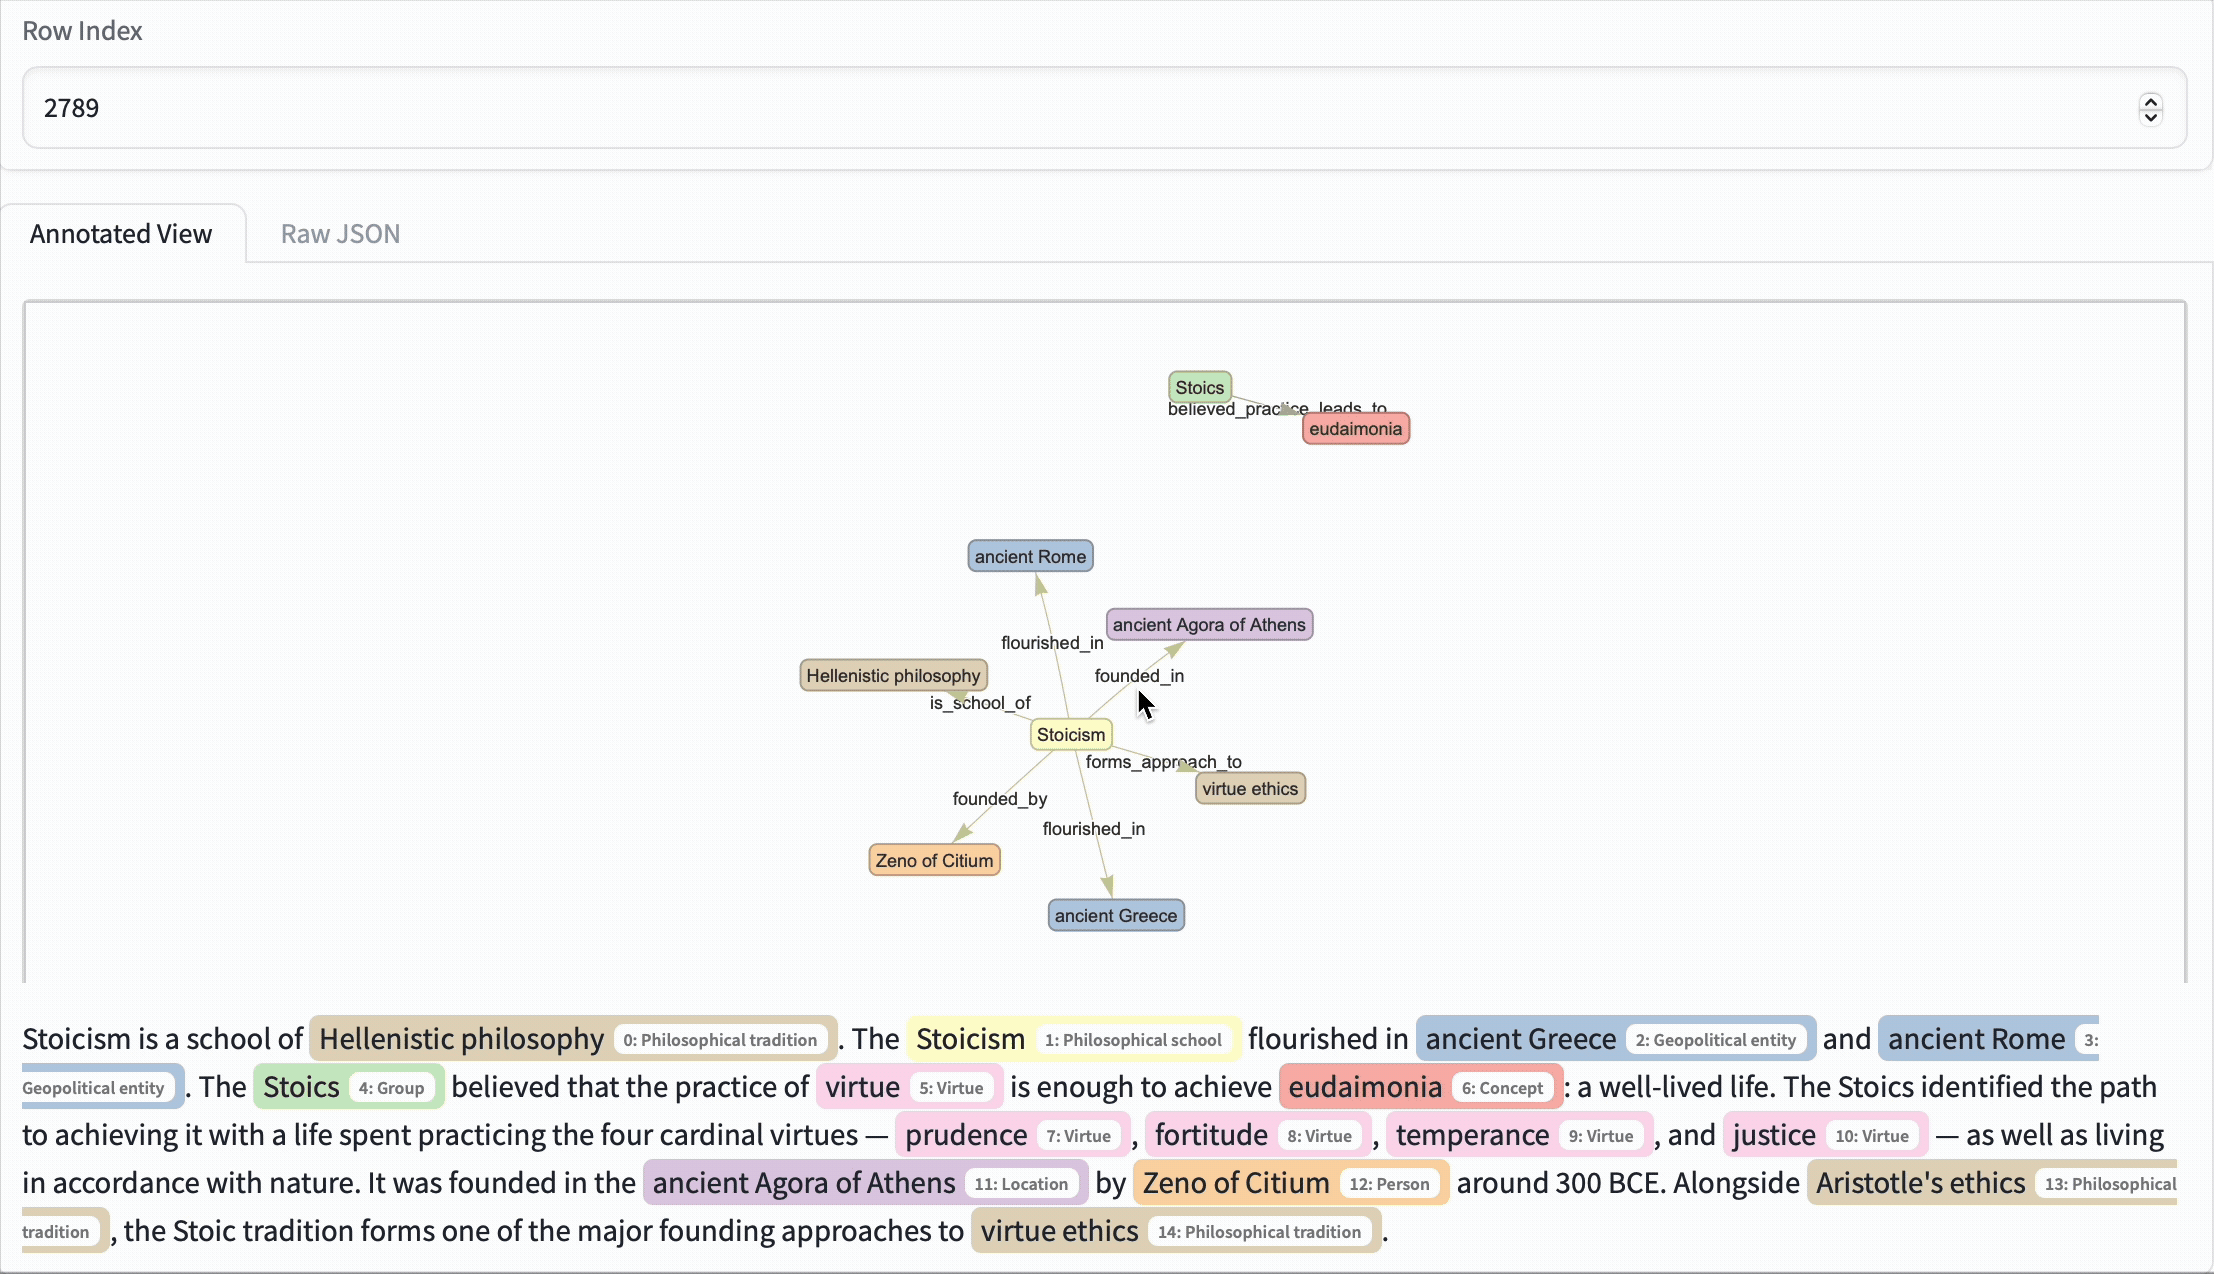 Row Index
2789
Annotated View Raw JSON
Stoics
believed_practice_leads_to
eudaimonia
ancient Rome
ancient Agora of Athens
flourished_in
Hellenistic philosophy founded_in
is_school_of
Stoicism
forms_approach_to
virtue ethics
founded_by
flourished_in
Zeno of Citium
ancient Greece
Stoicism is a school of Hellenistic philosophy 0: Philosophical tradition . The Stoicism 1: Philosophical school flourished in ancient Greece 2: Geopolitical entity and ancient Rome 3:
Geopolitical entity . The Stoics 4: Group believed that the practice of virtue 5: Virtue is enough to achieve eudaimonia 6: Concept : a well-lived life. The Stoics identified the path
to achieving it with a life spent practicing the four cardinal virtues — prudence 7: Virtue , fortitude 8: Virtue , temperance 9: Virtue , and justice 10: Virtue — as well as living
in accordance with nature. It was founded in the ancient Agora of Athens 11: Location by Zeno of Citium 12: Person around 300 BCE. Alongside Aristotle's ethics 13: Philosophical
tradition , the Stoic tradition forms one of the major founding approaches to virtue ethics 14: Philosophical tradition .